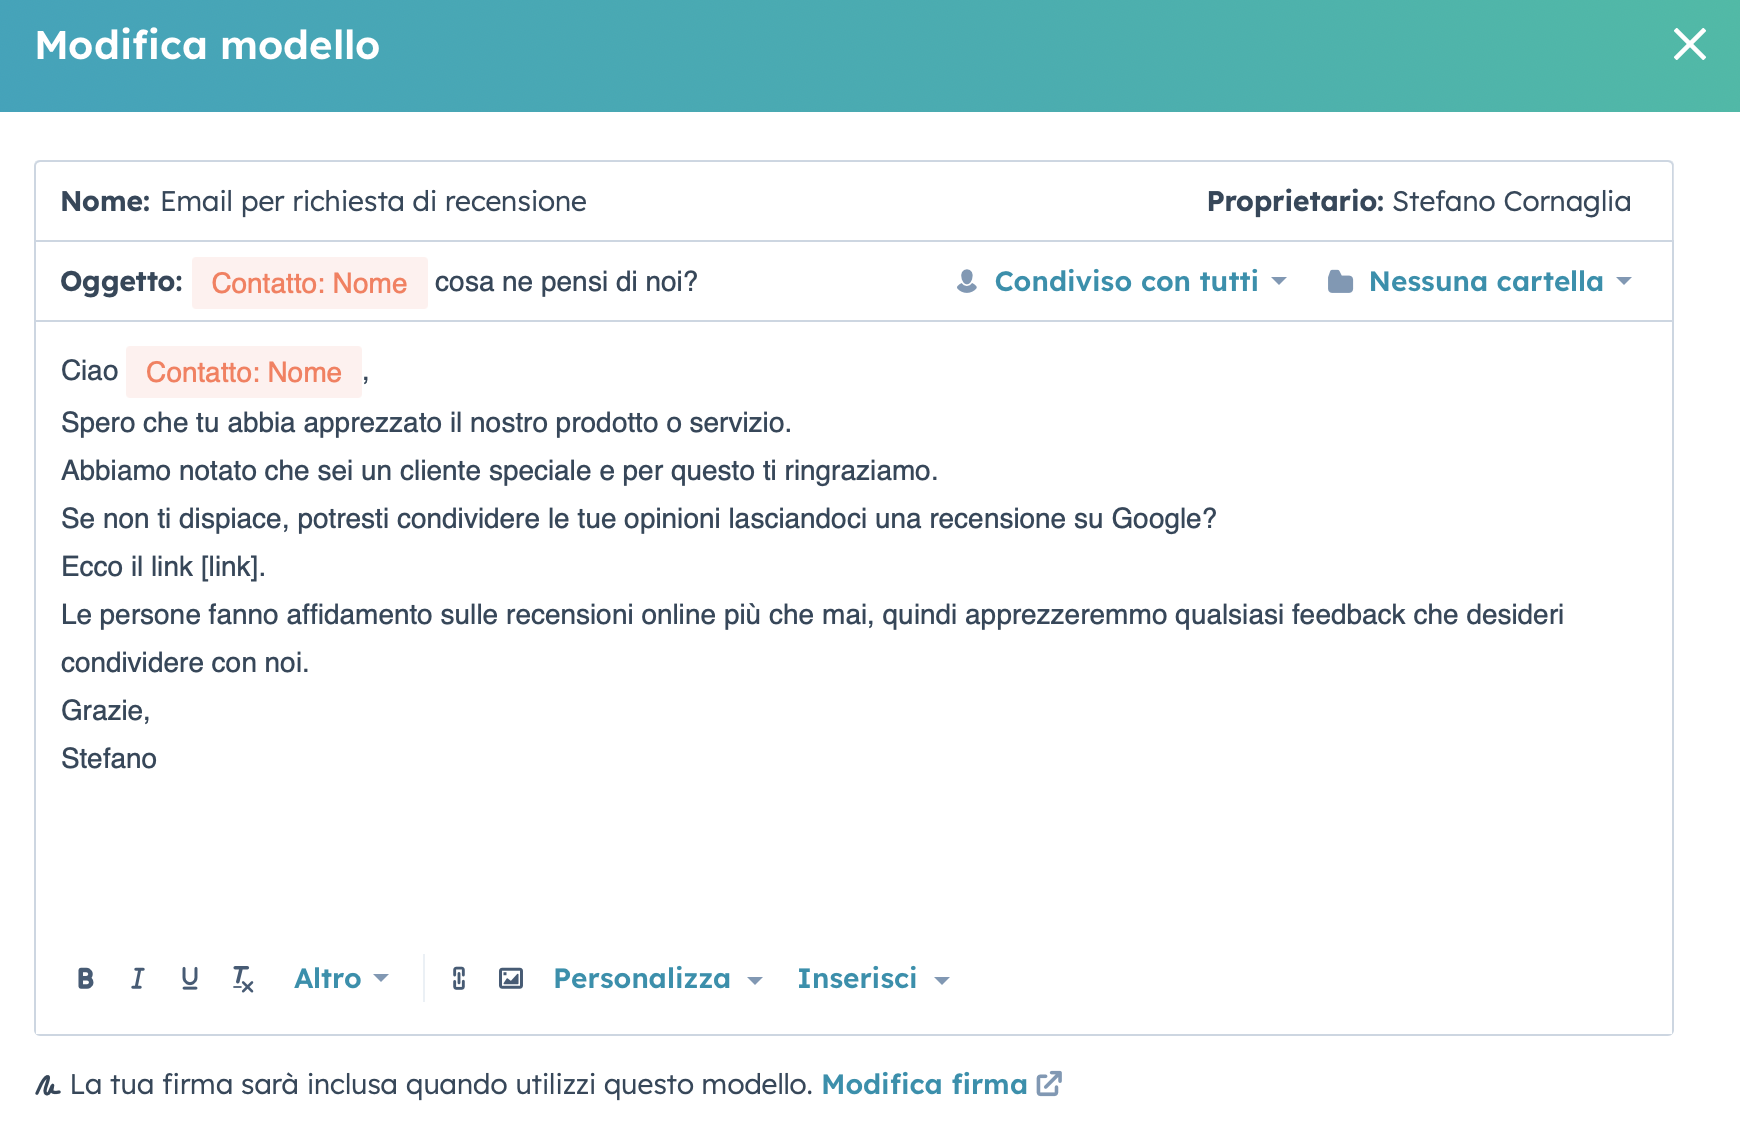 Modifica modello
Nome: Email per richiesta di recensione Proprietario: Stefano Cornaglia
Oggetto: Contatto: Nome cosa ne pensi di noi? Condiviso con tutti Nessuna cartella
Ciao Contatto: Nome ,
Spero che tu abbia apprezzato il nostro prodotto o servizio.
Abbiamo notato che sei un cliente speciale e per questo ti ringraziamo.
Se non ti dispiace, potresti condividere le tue opinioni lasciandoci una recensione su Google?
Ecco il link [link].
Le persone fanno affidamento sulle recensioni online più che mai, quindi apprezzeremmo qualsiasi feedback che desideri
condividere con noi.
Grazie,
Stefano
B I U Tx Altro Personalizza Inserisci
La tua firma sarà inclusa quando utilizzi questo modello. Modifica firma